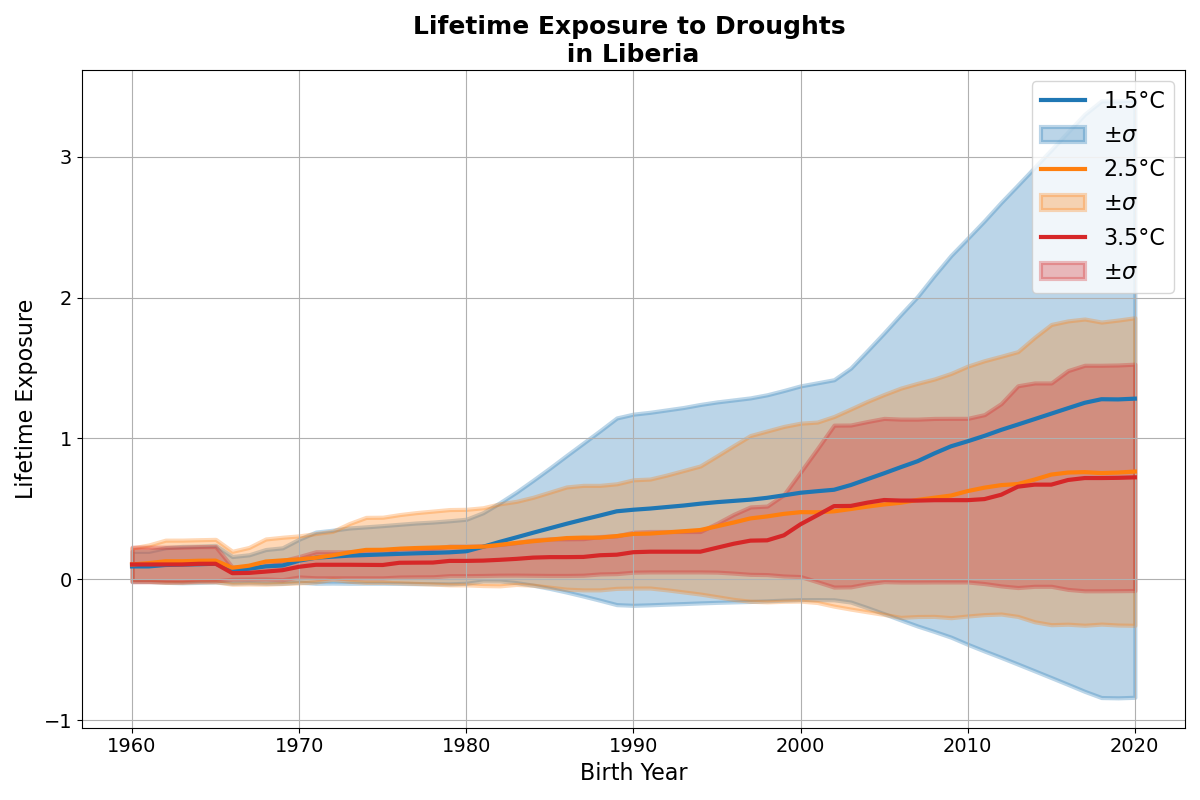 Lifetime Exposure to Droughts
in Liberia
Lifetime Exposure
3
2
1
0
−1
1960 1970 1980 1990 2000 2010 2020
Birth Year
1.5°C
±σ
2.5°C
±σ
3.5°C
±σ